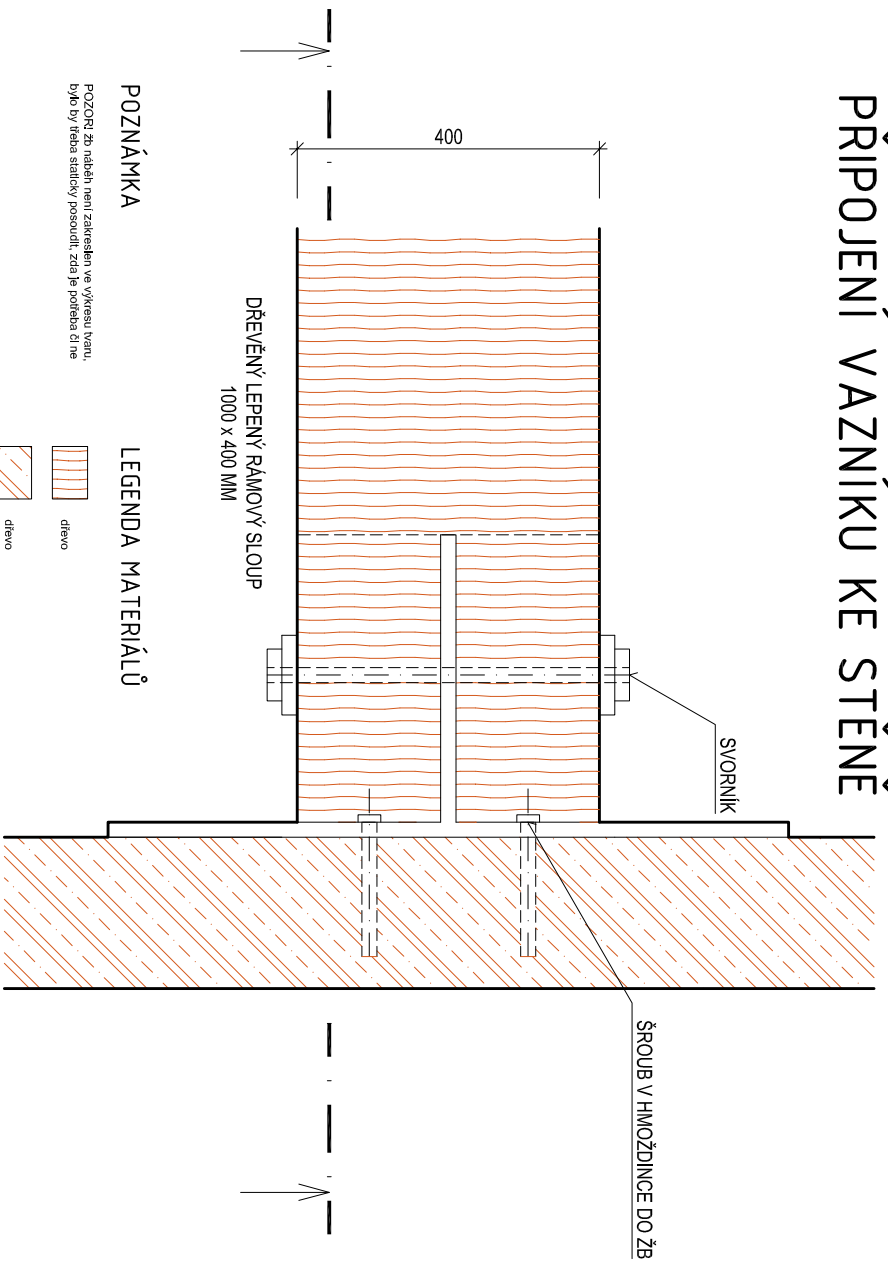 PŘIPOJENÍ VAZNÍKU KE STĚNĚ
SVORNÍK
ŠROUB V HMOŽDINCE DO ŽB
400
DŘEVĚNÝ LEPENÝ RÁMOVÝ SLOUP
1000 x 400 MM
POZNÁMKA
POZOR! žb náběh není zakreslen ve výkresu tvaru,
bylo by třeba staticky posoudit, zda je potřeba či ne
LEGENDA MATERIÁLŮ
dřevo
dřevo